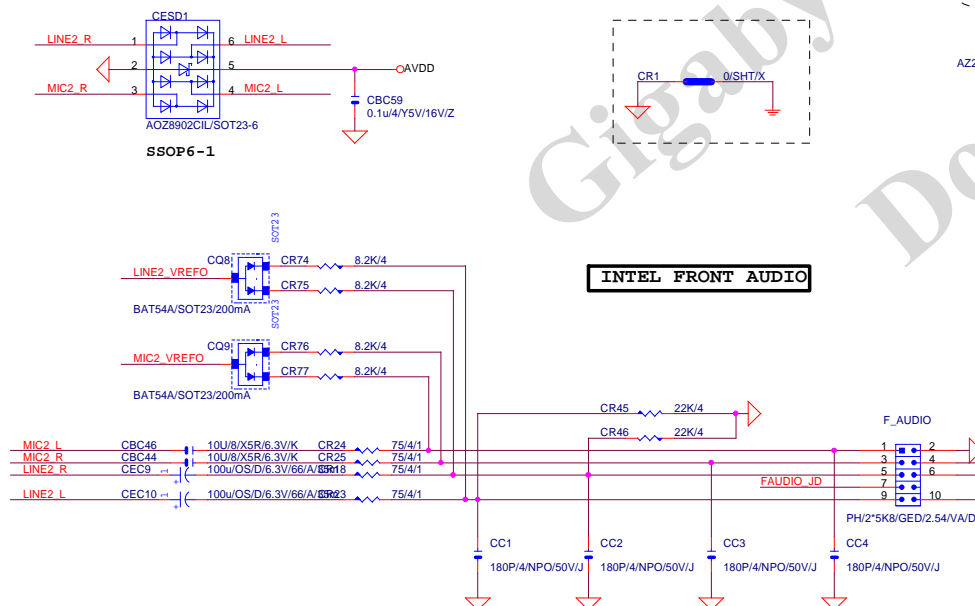 CESD1
LINE2_R 1 6 LINE2_L
2 5 AVDD
MIC2_R 3 4 MIC2_L
CBC59
0.1u/4/Y5V/16V/Z
AOZ8902CIL/SOT23-6
SSOP6-1
CR1 0/SHT/X
AZ2
Gigaby
Do
SOT23
CQ8 CR74 8.2K/4
LINE2_VREFO
CR75 8.2K/4
BAT54A/SOT23/200mA
SOT23
INTEL FRONT AUDIO
CQ9 CR76 8.2K/4
MIC2_VREFO
CR77 8.2K/4
BAT54A/SOT23/200mA
CR45 22K/4
CR46 22K/4
F_AUDIO
MIC2_L CBC46 10U/8/X5R/6.3V/K CR24 75/4/1 1 2
MIC2_R CBC44 10U/8/X5R/6.3V/K CR25 75/4/1 3 4
LINE2_R CEC9 1 + 100u/OS/D/6.3V/66/A/35m 18 75/4/1 5 6
FAUDIO_JD 7
LINE2_L CEC10 1 + 100u/OS/D/6.3V/66/A/35m 23 75/4/1 9 10
PH/2*5K8/GED/2.54/VA/D
CC1 CC2 CC3 CC4
180P/4/NPO/50V/J 180P/4/NPO/50V/J 180P/4/NPO/50V/J 180P/4/NPO/50V/J